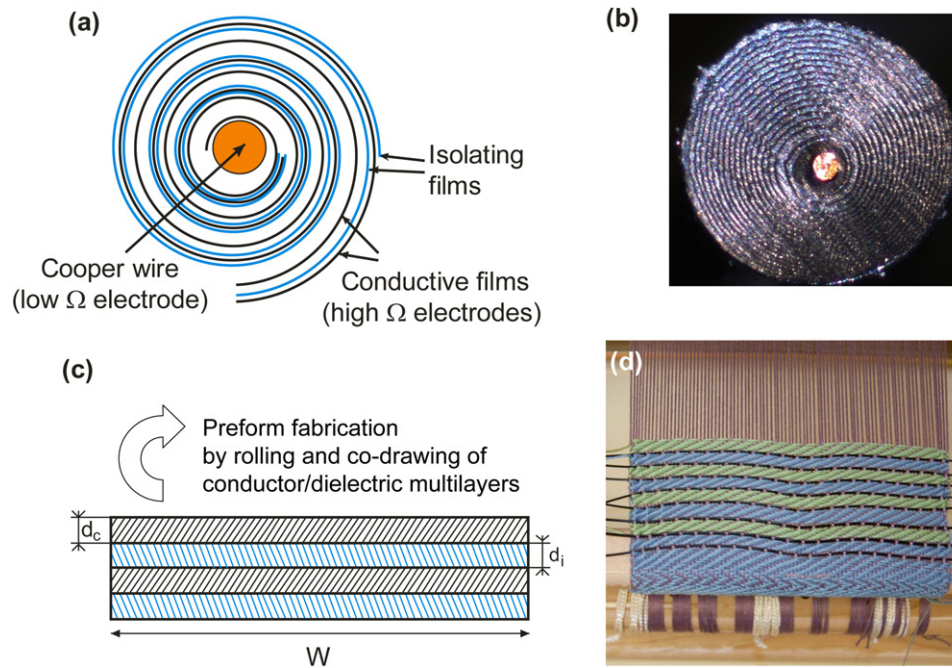 (a)
Isolating
films
Cooper wire
(low Ω electrode)
Conductive films
(high Ω electrodes)
(b)
(c)
Preform fabrication
by rolling and co-drawing of
conductor/dielectric multilayers
d_c
d_i
W
(d)